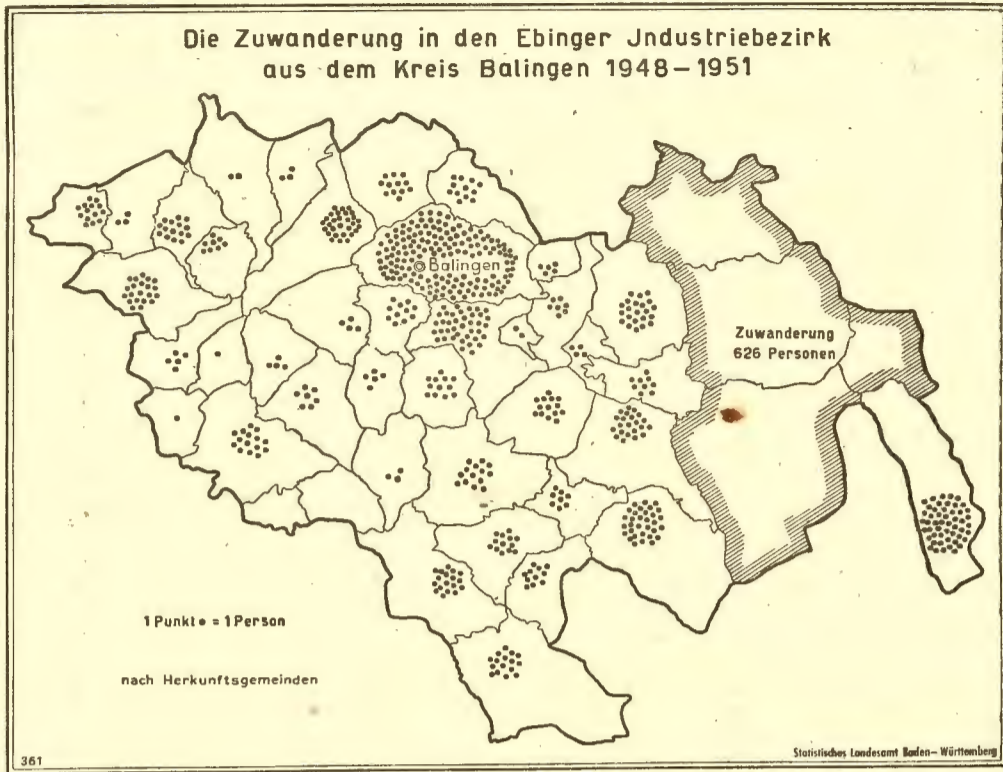 Die Zuwanderung in den Ebinger Jndustriebezirk
aus dem Kreis Balingen 1948–1951
Balingen
Zuwanderung
626 Personen
1 Punkt • = 1 Person
nach Herkunftsgemeinden
361
Statistisches Landesamt Baden–Württemberg